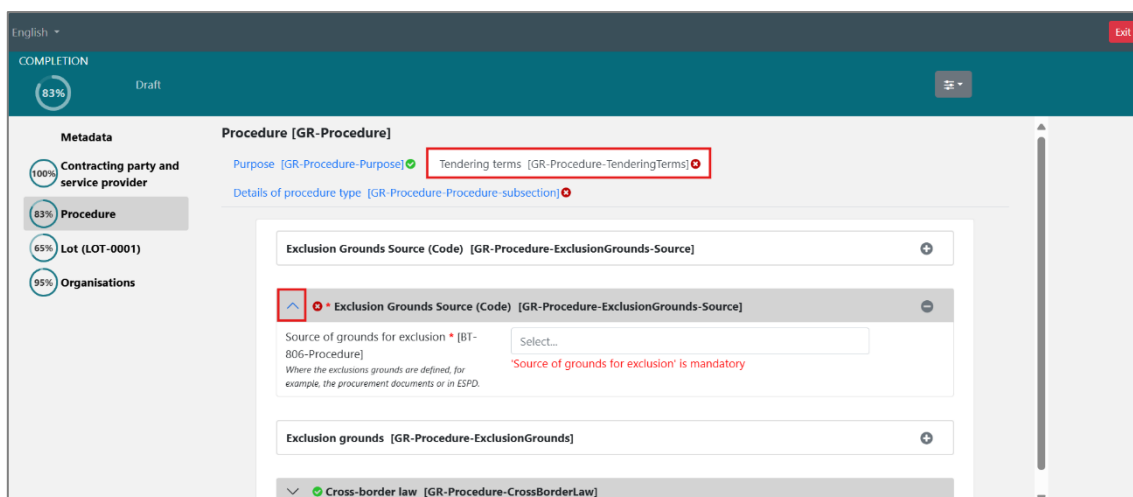 English
Exit
COMPLETION
83%
Draft
Metadata
100%
Contracting party and
service provider
83%
Procedure
65%
Lot (LOT-0001)
95%
Organisations
Procedure [GR-Procedure]
Purpose [GR-Procedure-Purpose]
Tendering terms [GR-Procedure-TenderingTerms]
Details of procedure type [GR-Procedure-Procedure-subsection]
Exclusion Grounds Source (Code) [GR-Procedure-ExclusionGrounds-Source]
* Exclusion Grounds Source (Code) [GR-Procedure-ExclusionGrounds-Source]
Source of grounds for exclusion * [BT-
806-Procedure]
Where the exclusions grounds are defined, for
example, the procurement documents or in ESPD.
Select...
'Source of grounds for exclusion' is mandatory
Exclusion grounds [GR-Procedure-ExclusionGrounds]
Cross-border law [GR-Procedure-CrossBorderLaw]